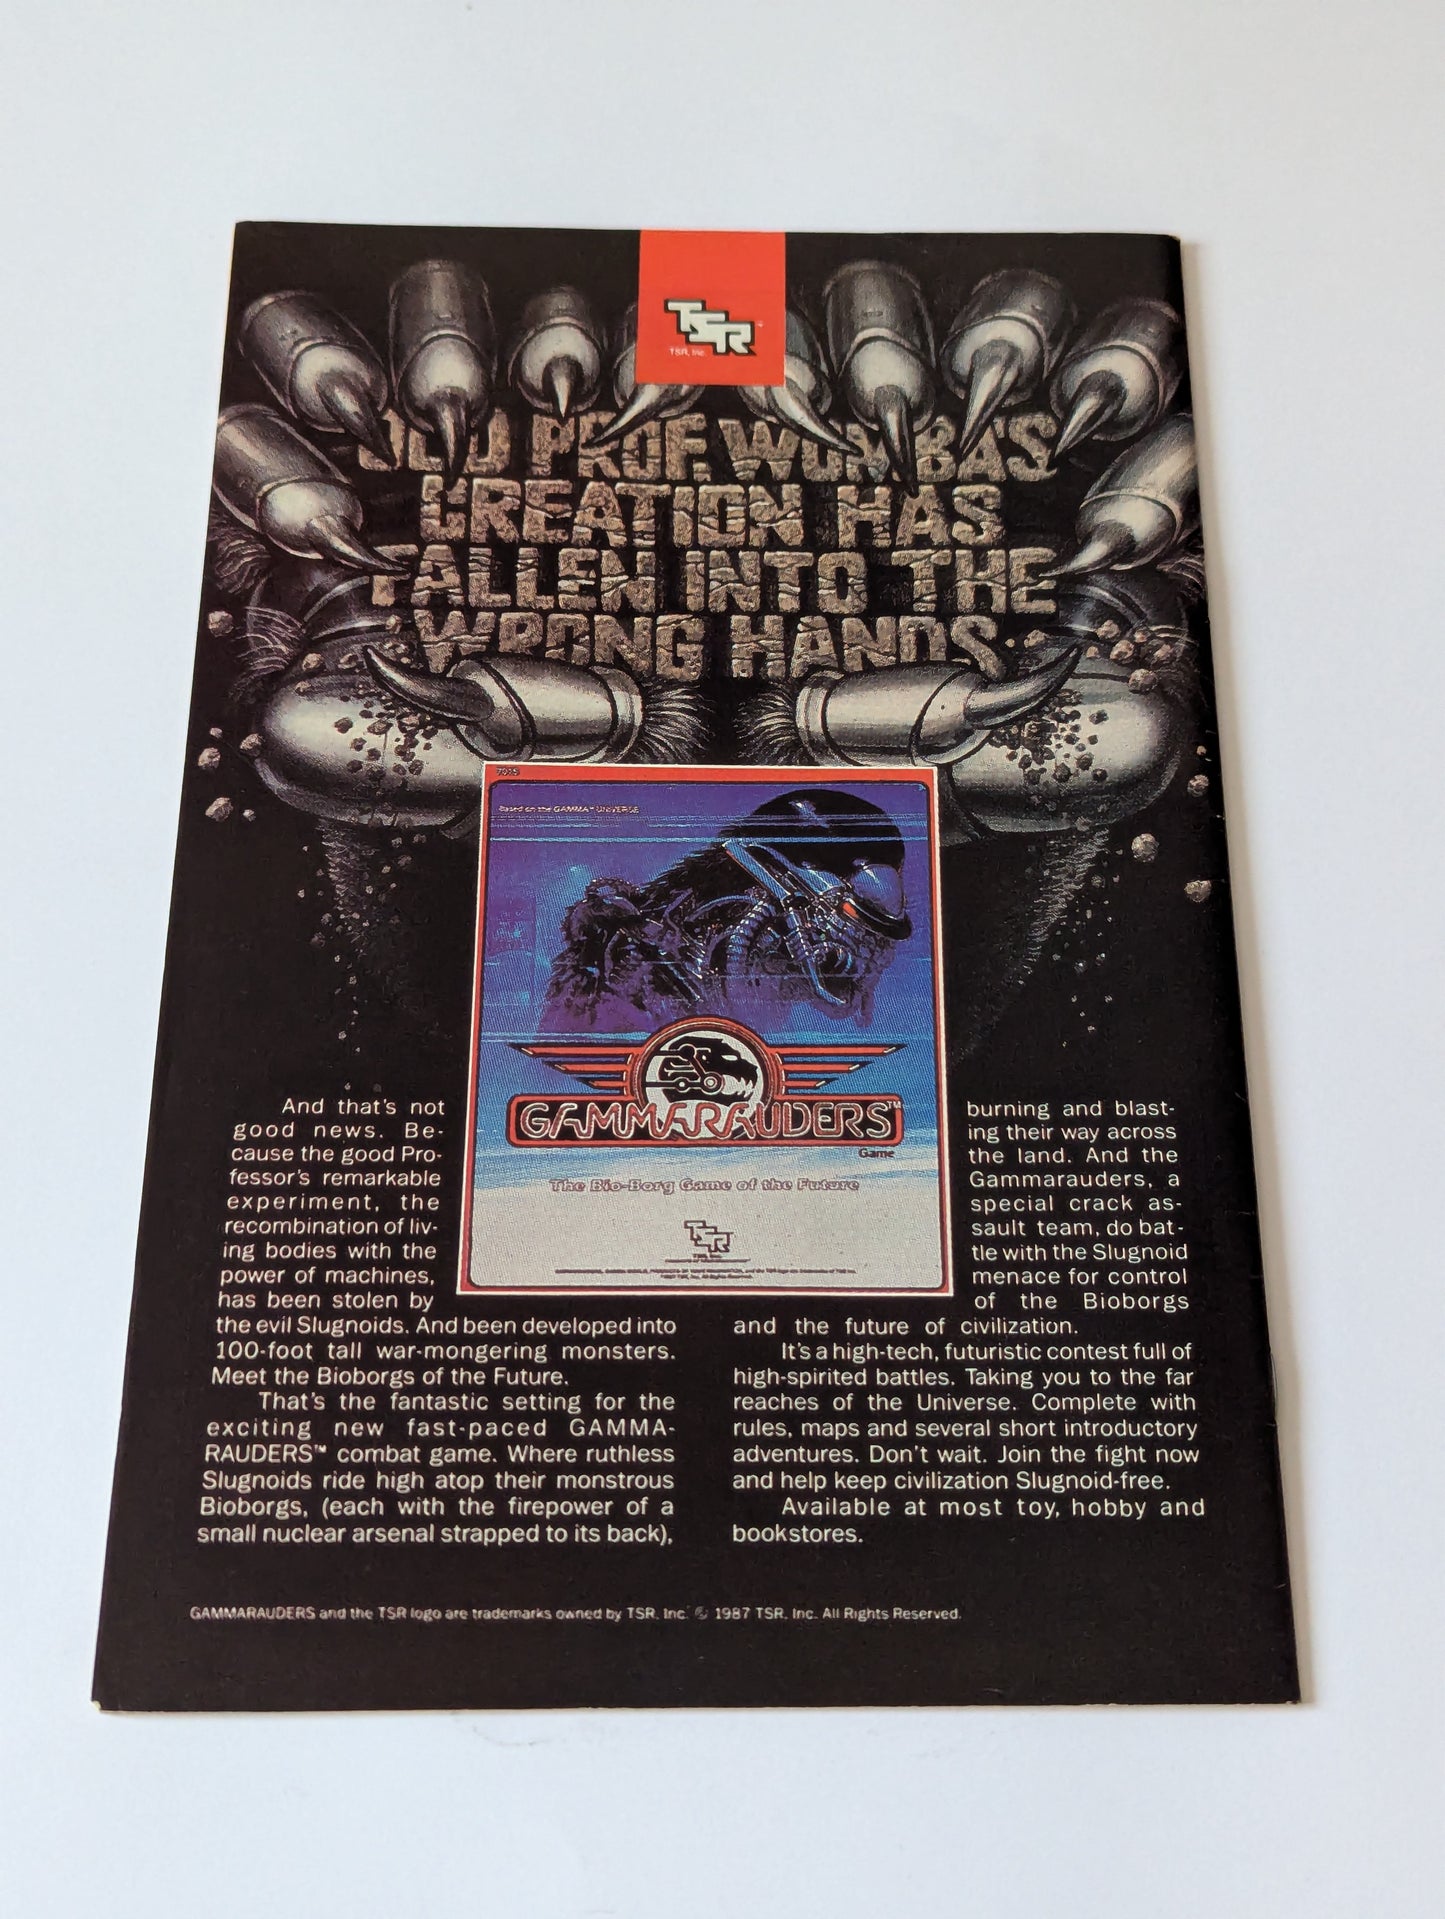 TSR
TSR, Inc.
OLD PROF. WOMBA'S
CREATION HAS
FALLEN INTO THE
WRONG HANDS.
7015
Based on the GAMMA™ UNIVERSE
GAMMARAUDERS™
Game
The Bio-Borg Game of the Future
TSR
TSR, Inc.
And that's not
good news. Be-
cause the good Pro-
fessor's remarkable
experiment, the
recombination of liv-
ing bodies with the
power of machines,
has been stolen by
the evil Slugnoids. And been developed into
100-foot tall war-mongering monsters.
Meet the Bioborgs of the Future.
That's the fantastic setting for the
exciting new fast-paced GAMMA-
RAUDERS™ combat game. Where ruthless
Slugnoids ride high atop their monstrous
Bioborgs, (each with the firepower of a
small nuclear arsenal strapped to its back),
burning and blast-
ing their way across
the land. And the
Gammarauders, a
special crack as-
sault team, do bat-
tle with the Slugnoid
menace for control
of the Bioborgs
and the future of civilization.
It's a high-tech, futuristic contest full of
high-spirited battles. Taking you to the far
reaches of the Universe. Complete with
rules, maps and several short introductory
adventures. Don't wait. Join the fight now
and help keep civilization Slugnoid-free.
Available at most toy, hobby and
bookstores.
GAMMARAUDERS and the TSR logo are trademarks owned by TSR, Inc. © 1987 TSR, Inc. All Rights Reserved.